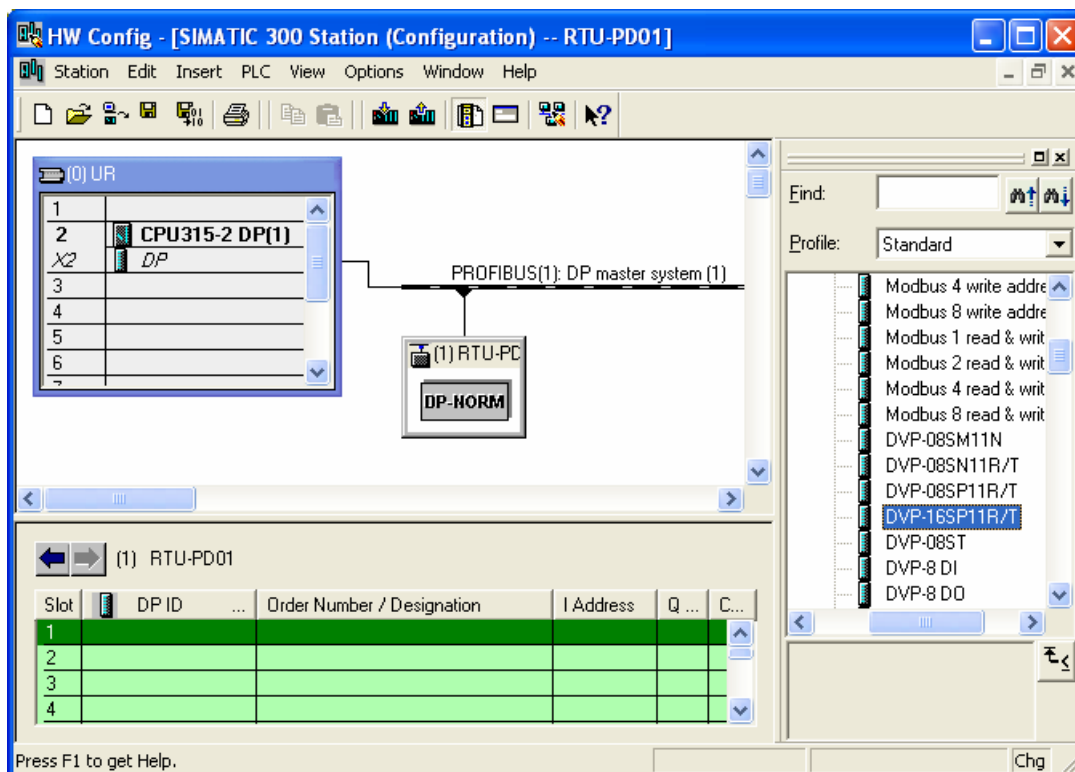 HW Config - [SIMATIC 300 Station (Configuration) -- RTU-PD01]
Station Edit Insert PLC View Options Window Help
(0) UR
1
2 CPU315-2 DP(1)
X2 DP
3
4
5
6
PROFIBUS(1): DP master system (1)
(1) RTU-PD
DP-NORM
Find:
Profile: Standard
Modbus 4 write addre
Modbus 8 write addre
Modbus 1 read & writ
Modbus 2 read & writ
Modbus 4 read & writ
Modbus 8 read & writ
DVP-08SM11N
DVP-08SN11R/T
DVP-08SP11R/T
DVP-16SP11R/T
DVP-08ST
DVP-8 DI
DVP-8 DO
(1) RTU-PD01
Slot DP ID ... Order Number / Designation I Address Q ... C...
1
2
3
4
Press F1 to get Help. Chg